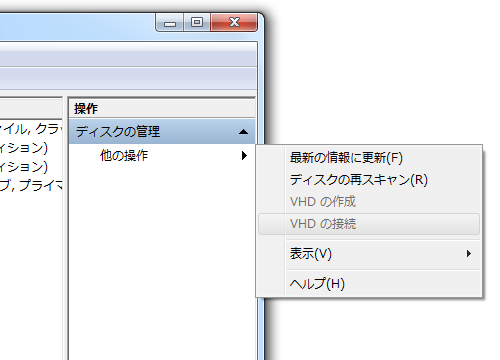 操作
ァイル, クラッ
ディスクの管理
ィション)
他の操作
ィション)
ブ, プライマ
最新の情報に更新(F)
ディスクの再スキャン(R)
VHD の作成
VHD の接続
表示(V)
ヘルプ(H)